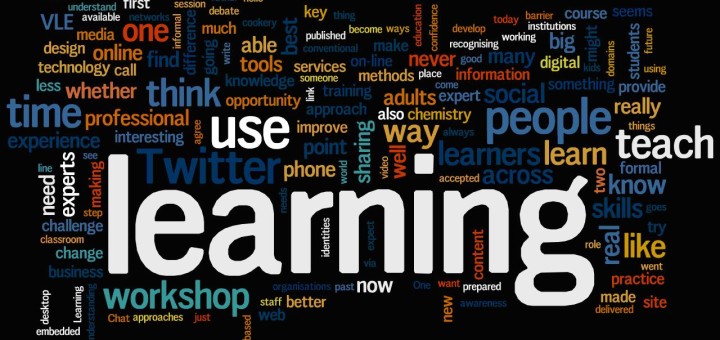 understand
first
session
debate
key
thing
today
barrier
course
seems
VLE
available
networks
one
informal
difference
much
cookery
best
published
become
ways
education
confidence
develop
institutions
media
recognising
working
big
might
students
future
design
online
find
going
write
able
conventional
on-line
make
never
good
many
digital
kids
domains
technology
call
tools
services
methods
place
information
using
less
whether
think
knowledge
someone
link
training
come
expert
social
something
provide
time
opportunity
approach
adults
also
chemistry
people
really
things
professional
agree
use
improve
way
always
teach
experience
interesting
point
sharing
well
learners
learn
formal
line
see
Twitter
phone
world
video
accepted
across
two
know
need
experts
making
learning
needs
skills
goes
step
challenge
identities
expect
content
real
try
classroom
role
like
change
via
went
business
organisations
past
now
One
want
prepared
practice
desktop
Learning
workshop
staff
better
new
awareness
made
site
delivered
embedded
Chat
approaches
just
based
web